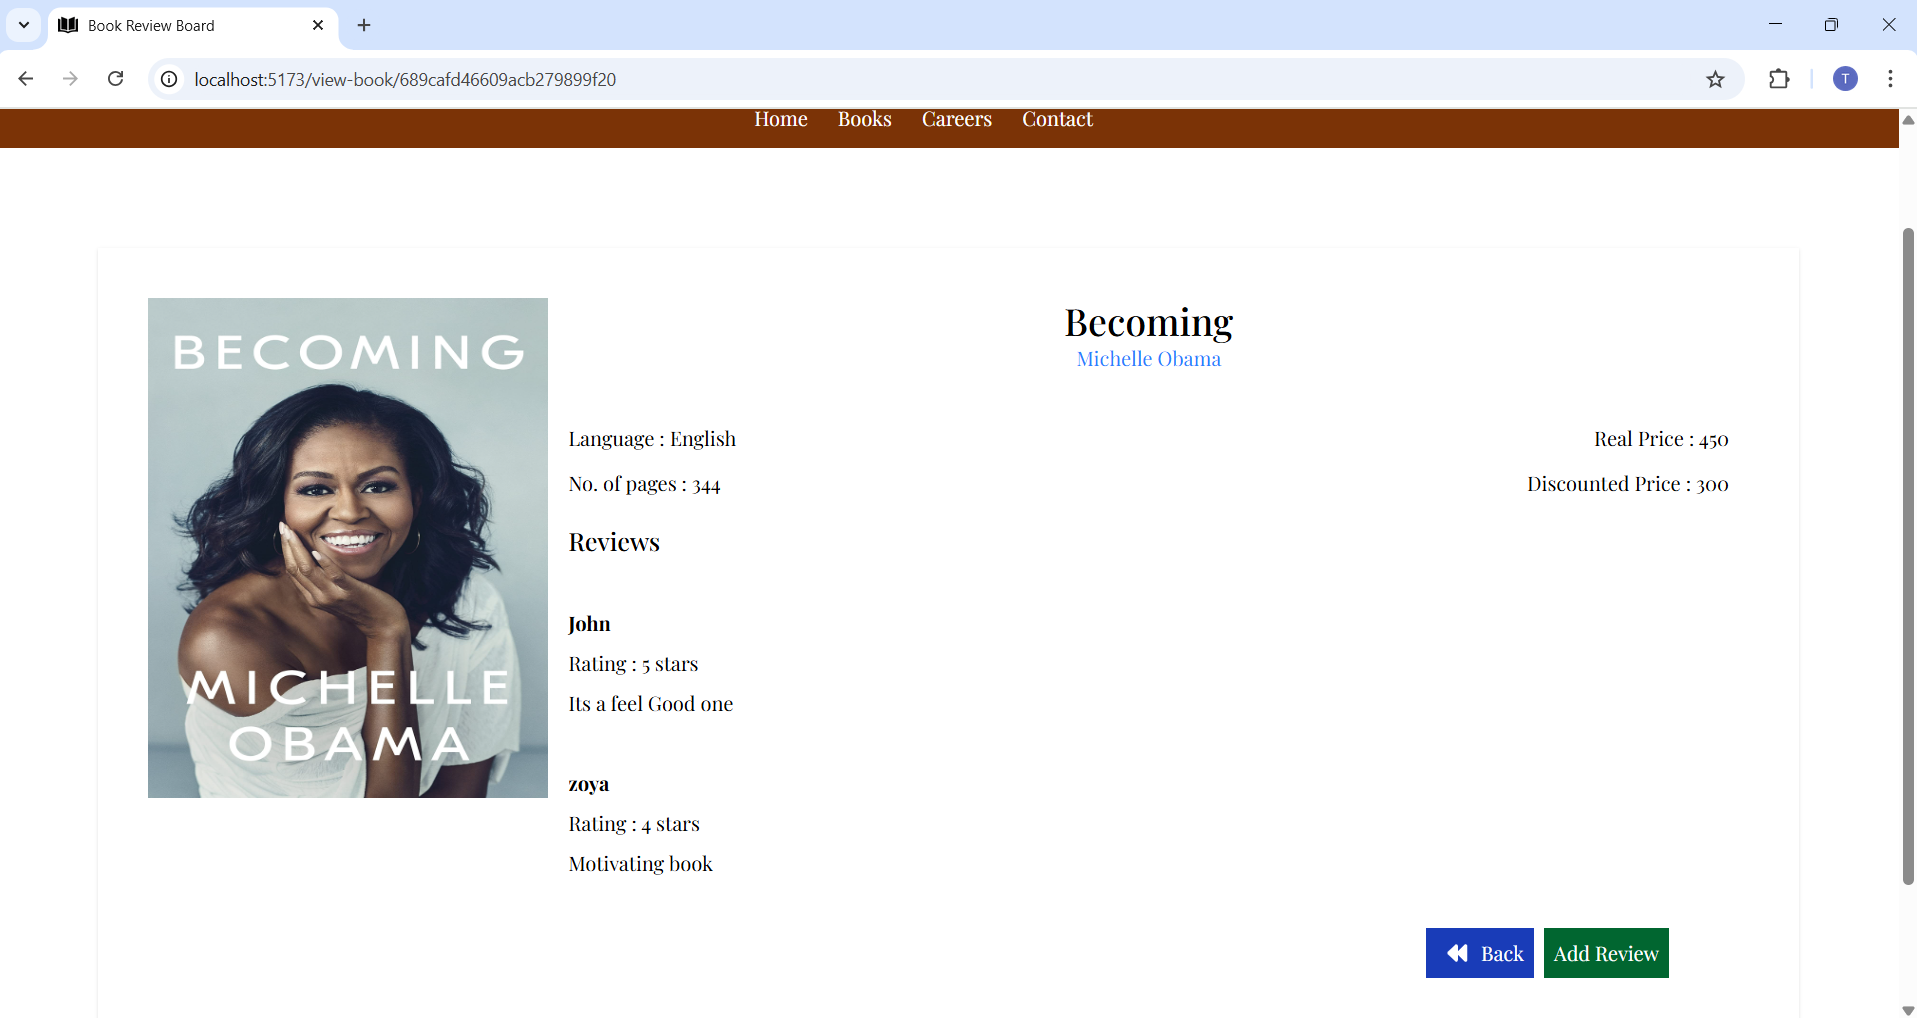 Book Review Board
localhost:5173/view-book/689cafd46609acb279899f20
T
Home Books Careers Contact
BECOMING
MICHELLE
OBAMA
Becoming
Michelle Obama
Language : English
Real Price : 450
No. of pages : 344
Discounted Price : 300
Reviews
John
Rating : 5 stars
Its a feel Good one
zoya
Rating : 4 stars
Motivating book
Back
Add Review